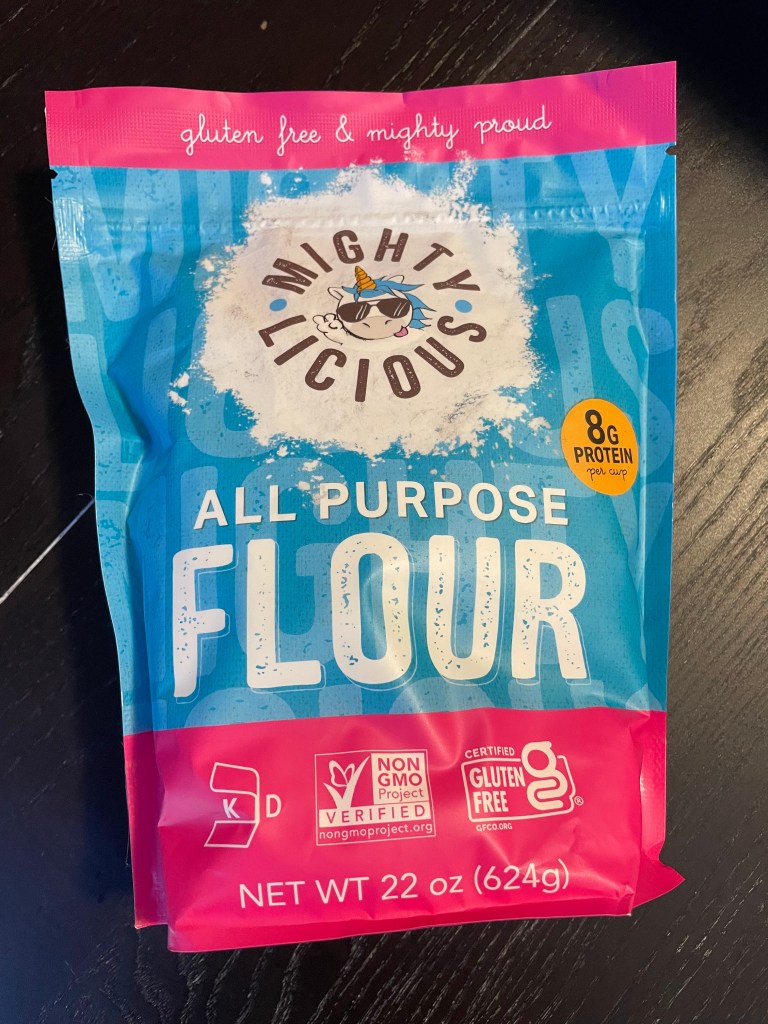 gluten free & mighty proud
MIGHTY
LICIOUS
8G
PROTEIN
per cup
ALL PURPOSE
FLOUR
K D
NON
GMO
Project
VERIFIED
nongmoproject.org
CERTIFIED
GLUTEN
FREE
®
GFCO.ORG
NET WT 22 oz (624g)